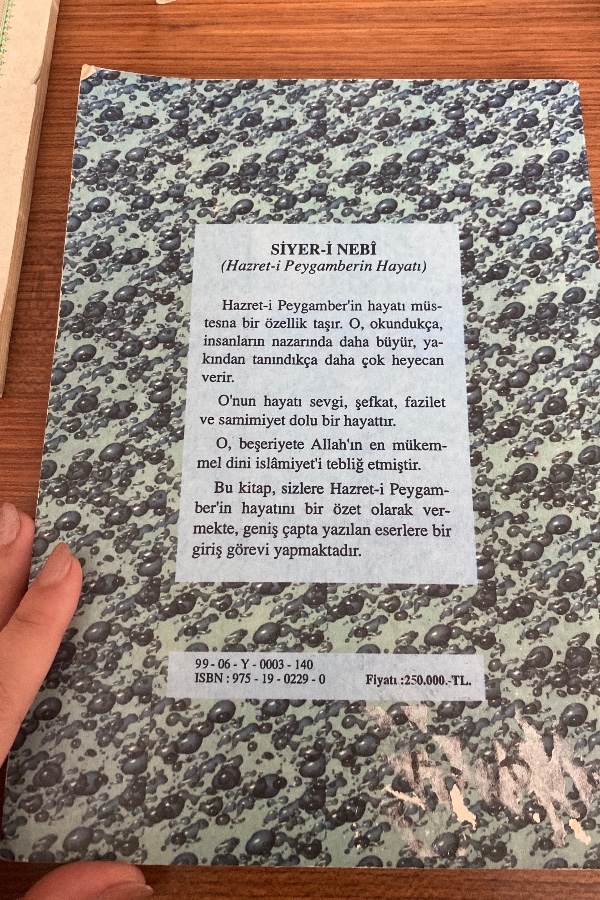 SİYER-İ NEBÎ
(Hazret-i Peygamberin Hayatı)
Hazret-i Peygamber'in hayatı müs-
tesna bir özellik taşır. O, okundukça,
insanların nazarında daha büyür, ya-
kından tanındıkça daha çok heyecan
verir.
O'nun hayatı sevgi, şefkat, fazilet
ve samimiyet dolu bir hayattır.
O, beşeriyete Allah'ın en mükem-
mel dini islâmiyet'i tebliğ etmiştir.
Bu kitap, sizlere Hazret-i Peygam-
ber'in hayatını bir özet olarak ver-
mekte, geniş çapta yazılan eserlere bir
giriş görevi yapmaktadır.
99 - 06 - Y - 0003 - 140
ISBN : 975 - 19 - 0229 - 0 Fiyatı :250.000.-TL.